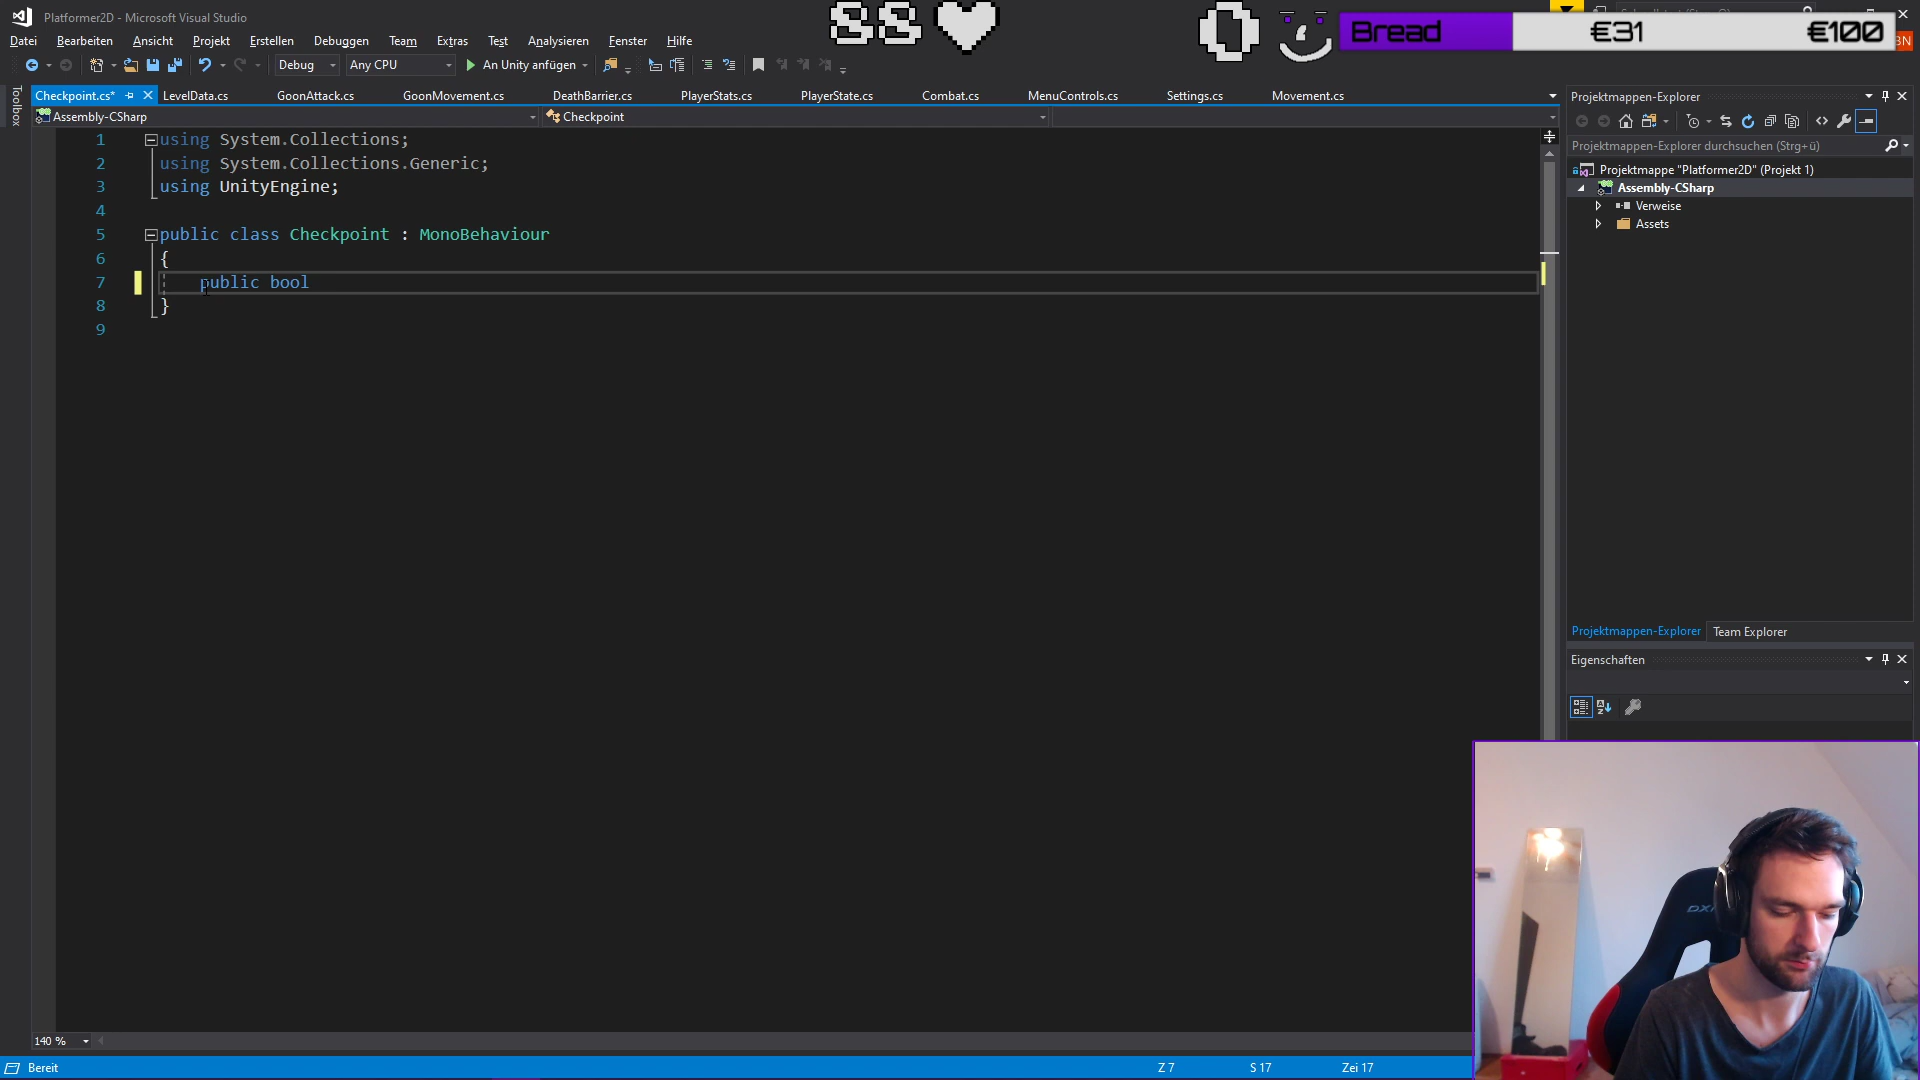 Platformer2D - Microsoft Visual Studio
Datei Bearbeiten Ansicht Projekt Erstellen Debuggen Team Extras Test Analysieren Fenster Hilfe
Debug Any CPU An Unity anfügen
SS
0
Bread €31 €100
Toolbox
Checkpoint.cs* LevelData.cs GoonAttack.cs GoonMovement.cs DeathBarrier.cs PlayerStats.cs PlayerState.cs Combat.cs MenuControls.cs Settings.cs Movement.cs
Assembly-CSharp Checkpoint
1 using System.Collections;
2 using System.Collections.Generic;
3 using UnityEngine;
4
5 public class Checkpoint : MonoBehaviour
6 {
7 public bool
8 }
9
Projektmappen-Explorer
Projektmappen-Explorer durchsuchen (Strg+ü)
Projektmappe "Platformer2D" (Projekt 1)
Assembly-CSharp
Verweise
Assets
Projektmappen-Explorer Team Explorer
Eigenschaften
140 %
Bereit Z 7 S 17 Zei 17